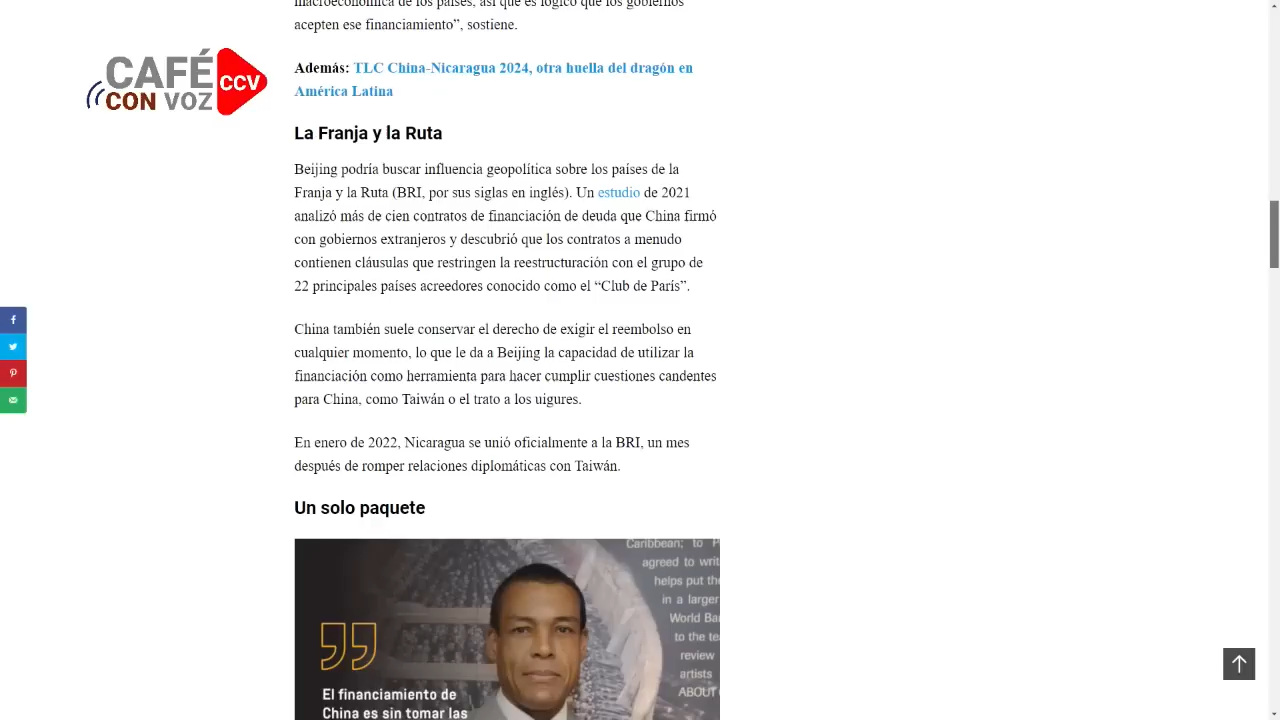 macroeconómica de los países, así que es lógico que los gobiernos
acepten ese financiamiento”, sostiene.
CAFÉ
CON VOZ
CCV
Además: TLC China-Nicaragua 2024, otra huella del dragón en
América Latina
La Franja y la Ruta
Beijing podría buscar influencia geopolítica sobre los países de la
Franja y la Ruta (BRI, por sus siglas en inglés). Un estudio de 2021
analizó más de cien contratos de financiación de deuda que China firmó
con gobiernos extranjeros y descubrió que los contratos a menudo
contienen cláusulas que restringen la reestructuración con el grupo de
22 principales países acreedores conocido como el “Club de París”.
China también suele conservar el derecho de exigir el reembolso en
cualquier momento, lo que le da a Beijing la capacidad de utilizar la
financiación como herramienta para hacer cumplir cuestiones candentes
para China, como Taiwán o el trato a los uigures.
En enero de 2022, Nicaragua se unió oficialmente a la BRI, un mes
después de romper relaciones diplomáticas con Taiwán.
Un solo paquete
Caribbean; to
agreed to writ
helps put the
in a larger
World Ba
to the te
review
artists
ABOUT
El financiamiento de
China es sin tomar las